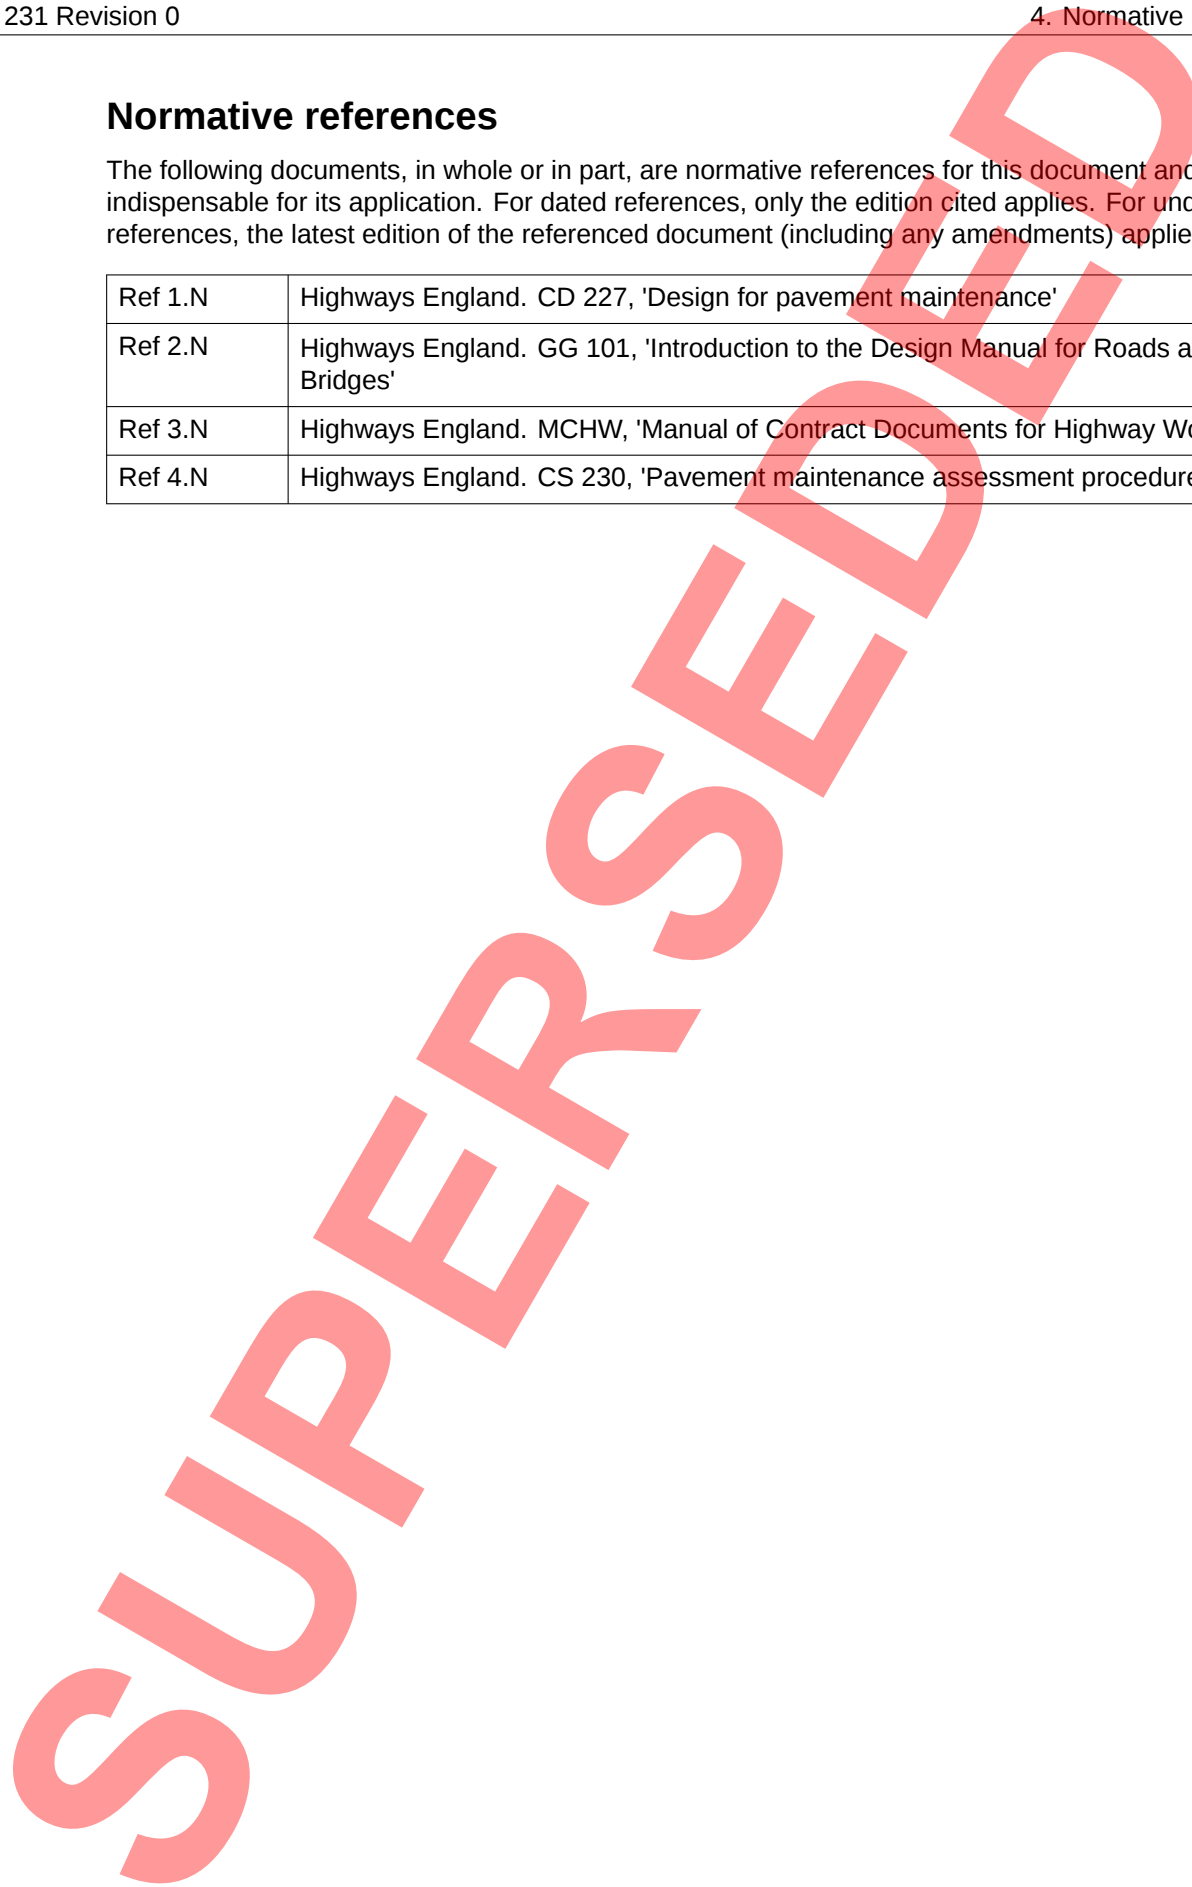 231 Revision 0 4. Normative
Normative references
The following documents, in whole or in part, are normative references for this document and
indispensable for its application. For dated references, only the edition cited applies. For und
references, the latest edition of the referenced document (including any amendments) applie
Ref 1.N Highways England. CD 227, 'Design for pavement maintenance'
Ref 2.N Highways England. GG 101, 'Introduction to the Design Manual for Roads a
Bridges'
Ref 3.N Highways England. MCHW, 'Manual of Contract Documents for Highway Wo
Ref 4.N Highways England. CS 230, 'Pavement maintenance assessment procedure
SUPERSEDED